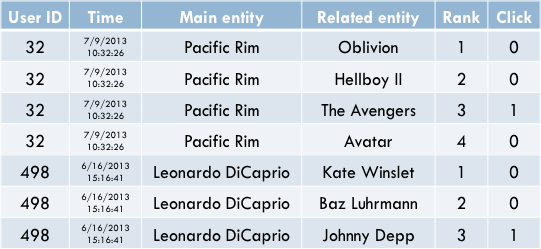 User ID Time Main entity Related entity Rank Click
32 7/9/2013 10:32:26 Pacific Rim Oblivion 1 0
32 7/9/2013 10:32:26 Pacific Rim Hellboy II 2 0
32 7/9/2013 10:32:26 Pacific Rim The Avengers 3 1
32 7/9/2013 10:32:26 Pacific Rim Avatar 4 0
498 6/16/2013 15:16:41 Leonardo DiCaprio Kate Winslet 1 0
498 6/16/2013 15:16:41 Leonardo DiCaprio Baz Luhrmann 2 0
498 6/16/2013 15:16:41 Leonardo DiCaprio Johnny Depp 3 1